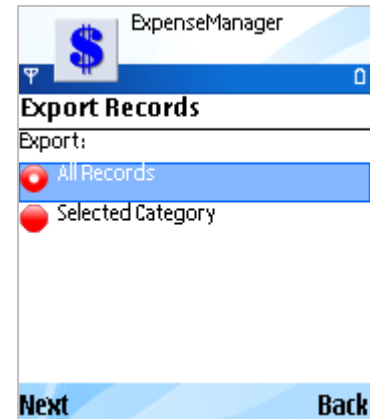 ExpenseManager
Export Records
Export:
All Records
Selected Category
Next Back